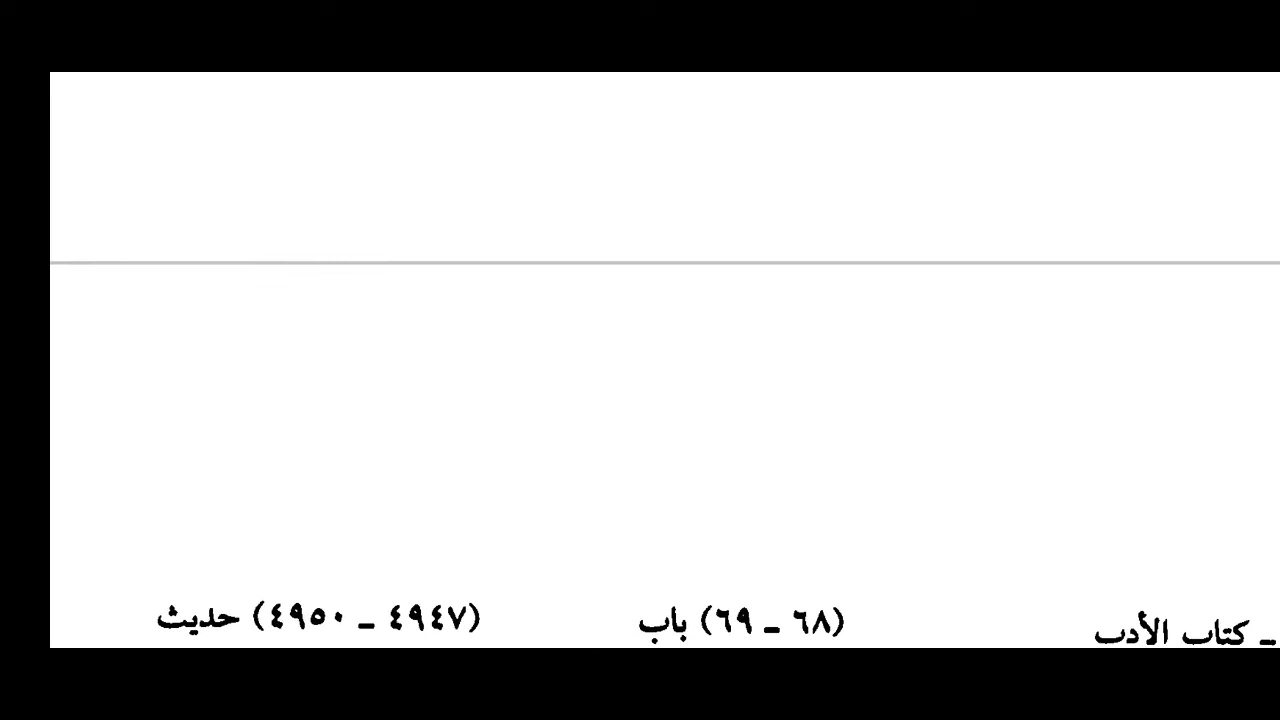 ـ كتاب الأدب (٦٨ ـ ٦٩) باب (٤٩٤٧ ـ ٤٩٥٠) حديث